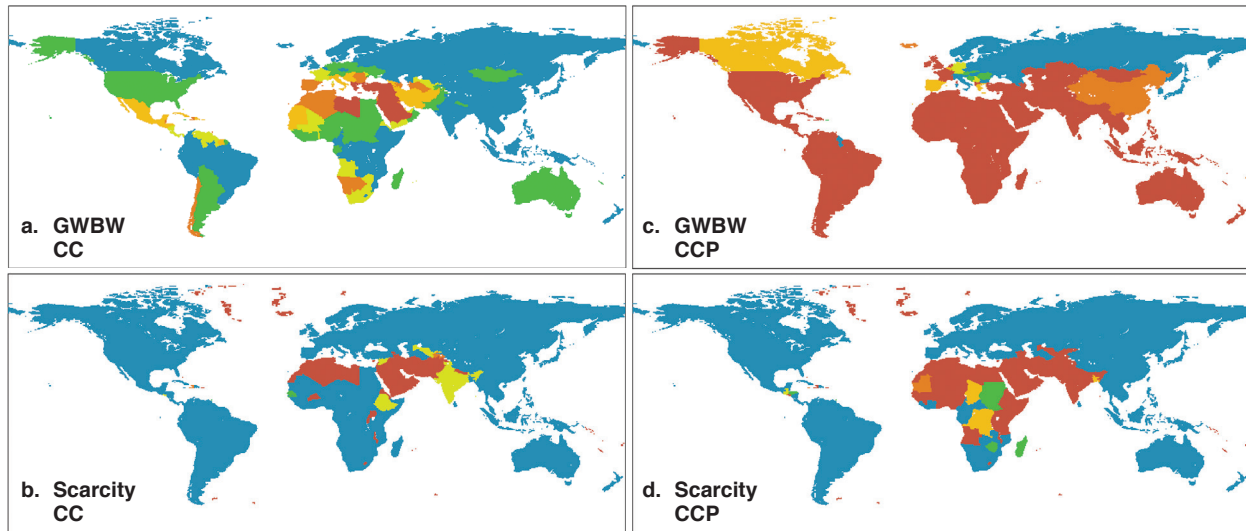 a. GWBW
CC
c. GWBW
CCP
b. Scarcity
CC
d. Scarcity
CCP